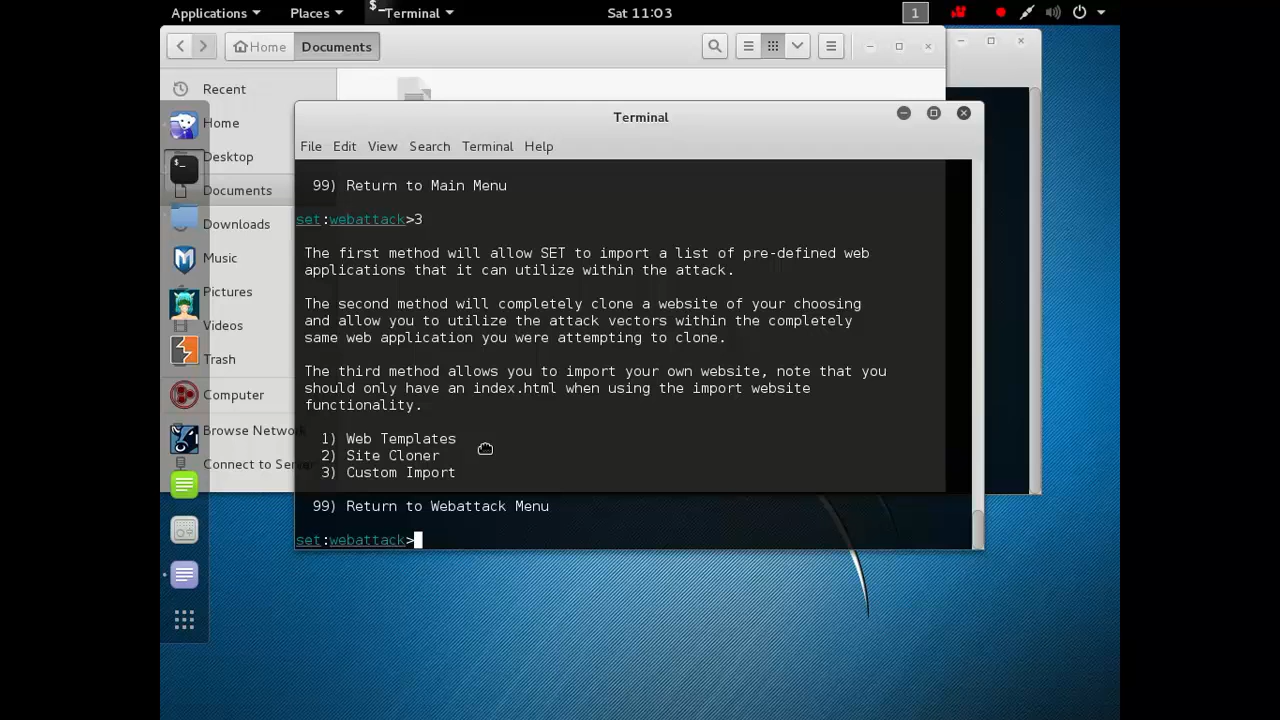 Applications Places Terminal Sat 11:03 1
Home Documents
Recent
Home
Desktop
Documents
Downloads
Music
Pictures
Videos
Trash
Computer
Browse Network
Connect to Server
Terminal
File Edit View Search Terminal Help
99) Return to Main Menu
set:webattack>3
The first method will allow SET to import a list of pre-defined web
applications that it can utilize within the attack.
The second method will completely clone a website of your choosing
and allow you to utilize the attack vectors within the completely
same web application you were attempting to clone.
The third method allows you to import your own website, note that you
should only have an index.html when using the import website
functionality.
1) Web Templates
2) Site Cloner
3) Custom Import
99) Return to Webattack Menu
set:webattack>